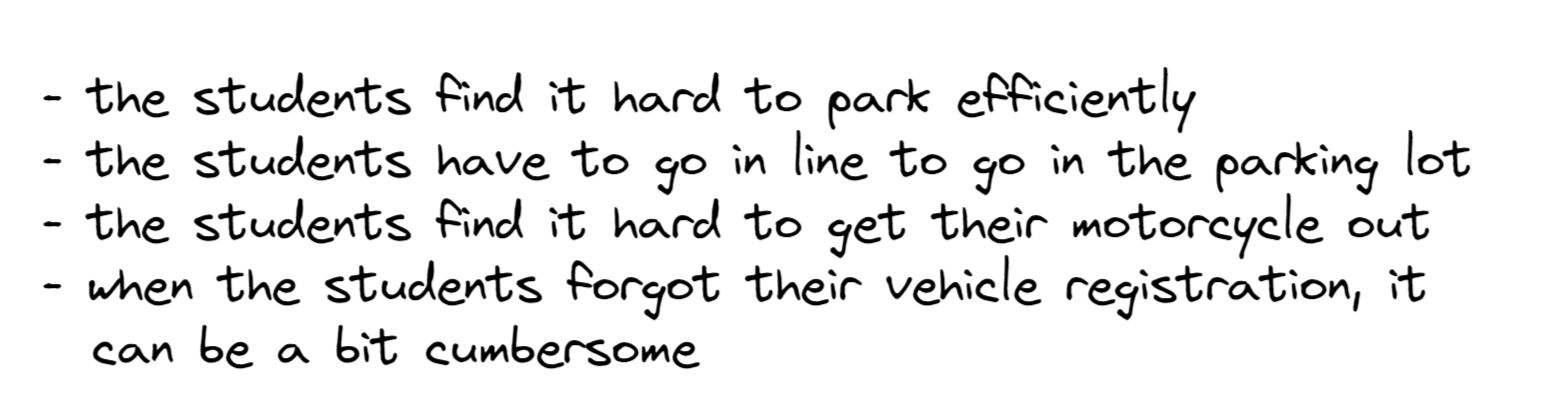 - the students find it hard to park efficiently
- the students have to go in line to go in the parking lot
- the students find it hard to get their motorcycle out
- when the students forgot their vehicle registration, it
can be a bit cumbersome